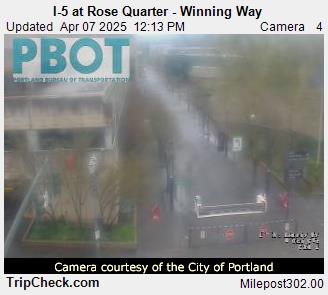 I-5 at Rose Quarter - Winning Way
Updated Apr 07 2025 12:13 PM Camera 4
PBOT
PORTLAND BUREAU OF TRANSPORTATION
Camera courtesy of the City of Portland
TripCheck.com Milepost302.00